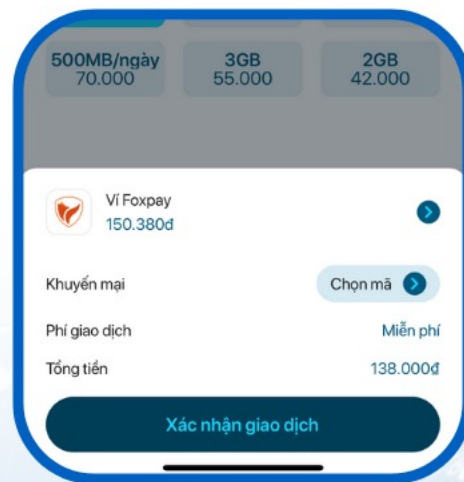 500MB/ngày 3GB 2GB
70.000 55.000 42.000
Ví Foxpay
150.380đ
Khuyến mại Chọn mã
Phí giao dịch Miễn phí
Tổng tiền 138.000₫
Xác nhận giao dịch